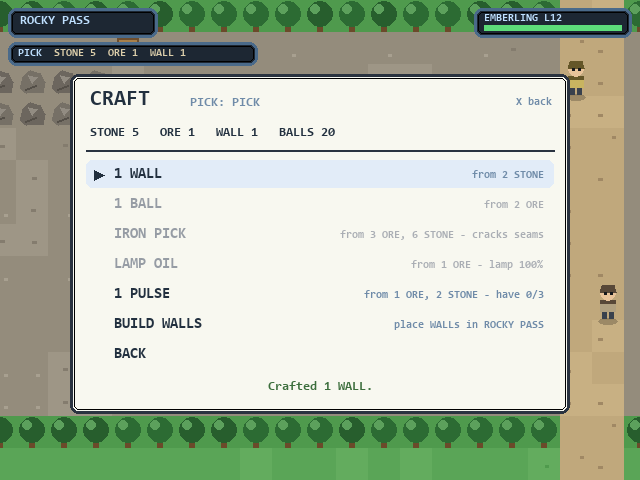 ROCKY PASS
EMBERLING L12
PICK STONE 5 ORE 1 WALL 1
CRAFT
PICK: PICK
X back
STONE 5 ORE 1 WALL 1 BALLS 20
▶ 1 WALL from 2 STONE
1 BALL from 2 ORE
IRON PICK from 3 ORE, 6 STONE - cracks seams
LAMP OIL from 1 ORE - lamp 100%
1 PULSE from 1 ORE, 2 STONE - have 0/3
BUILD WALLS place WALLs in ROCKY PASS
BACK
Crafted 1 WALL.